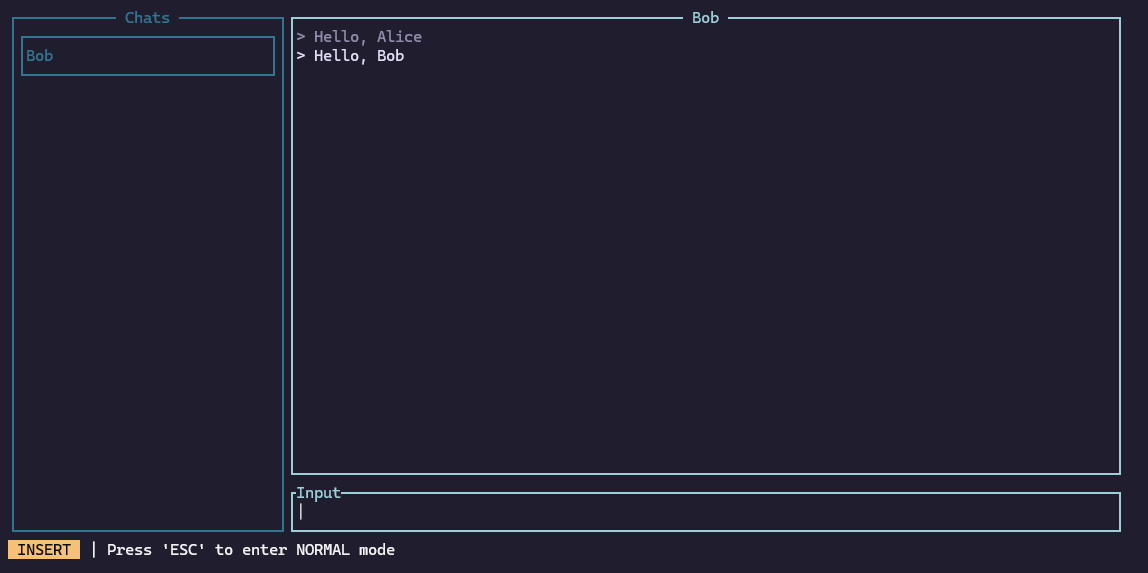 Chats
Bob
Bob
> Hello, Alice
> Hello, Bob
Input
INSERT | Press 'ESC' to enter NORMAL mode